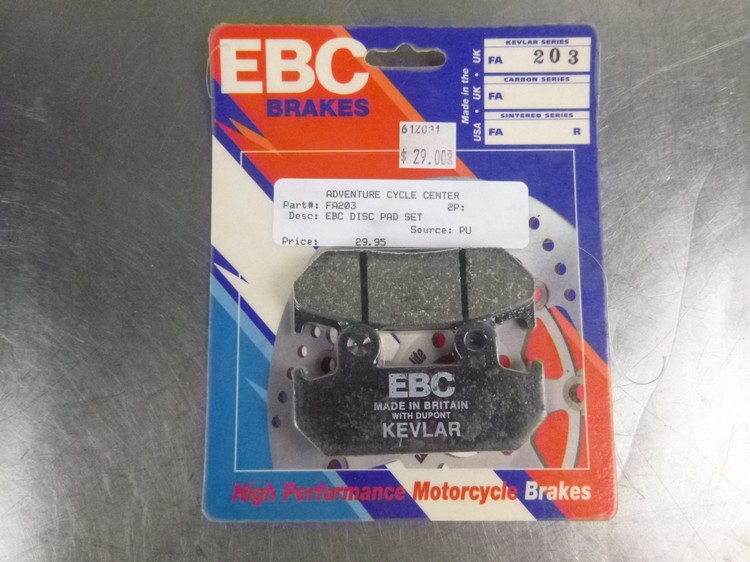 EBC
BRAKES
Made in the
USA • UK • UK
KEVLAR SERIES
FA 203
CARBON SERIES
FA
SINTERED SERIES
FA R
612031
$ 29.00
ADVENTURE CYCLE CENTER
Part#: FA203 2P:
Desc: EBC DISC PAD SET
Source: PU
Price: 29.95
EBC
MADE IN BRITAIN
WITH DUPONT
KEVLAR
High Performance Motorcycle Brakes